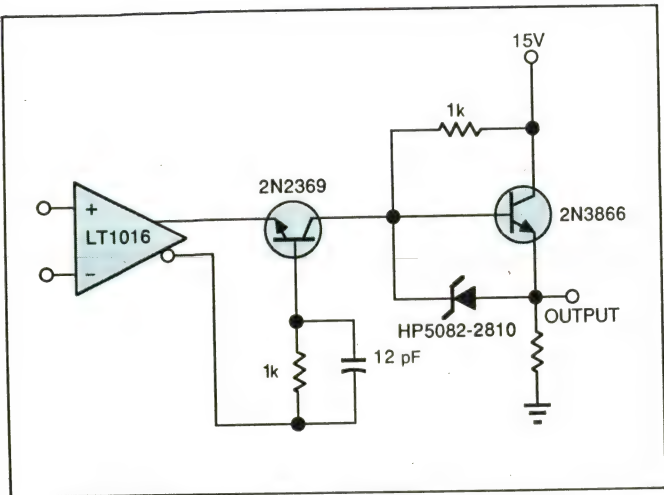 15V
1k
2N2369
+
LT1016
−
2N3866
HP5082-2810
OUTPUT
1k
12 pF